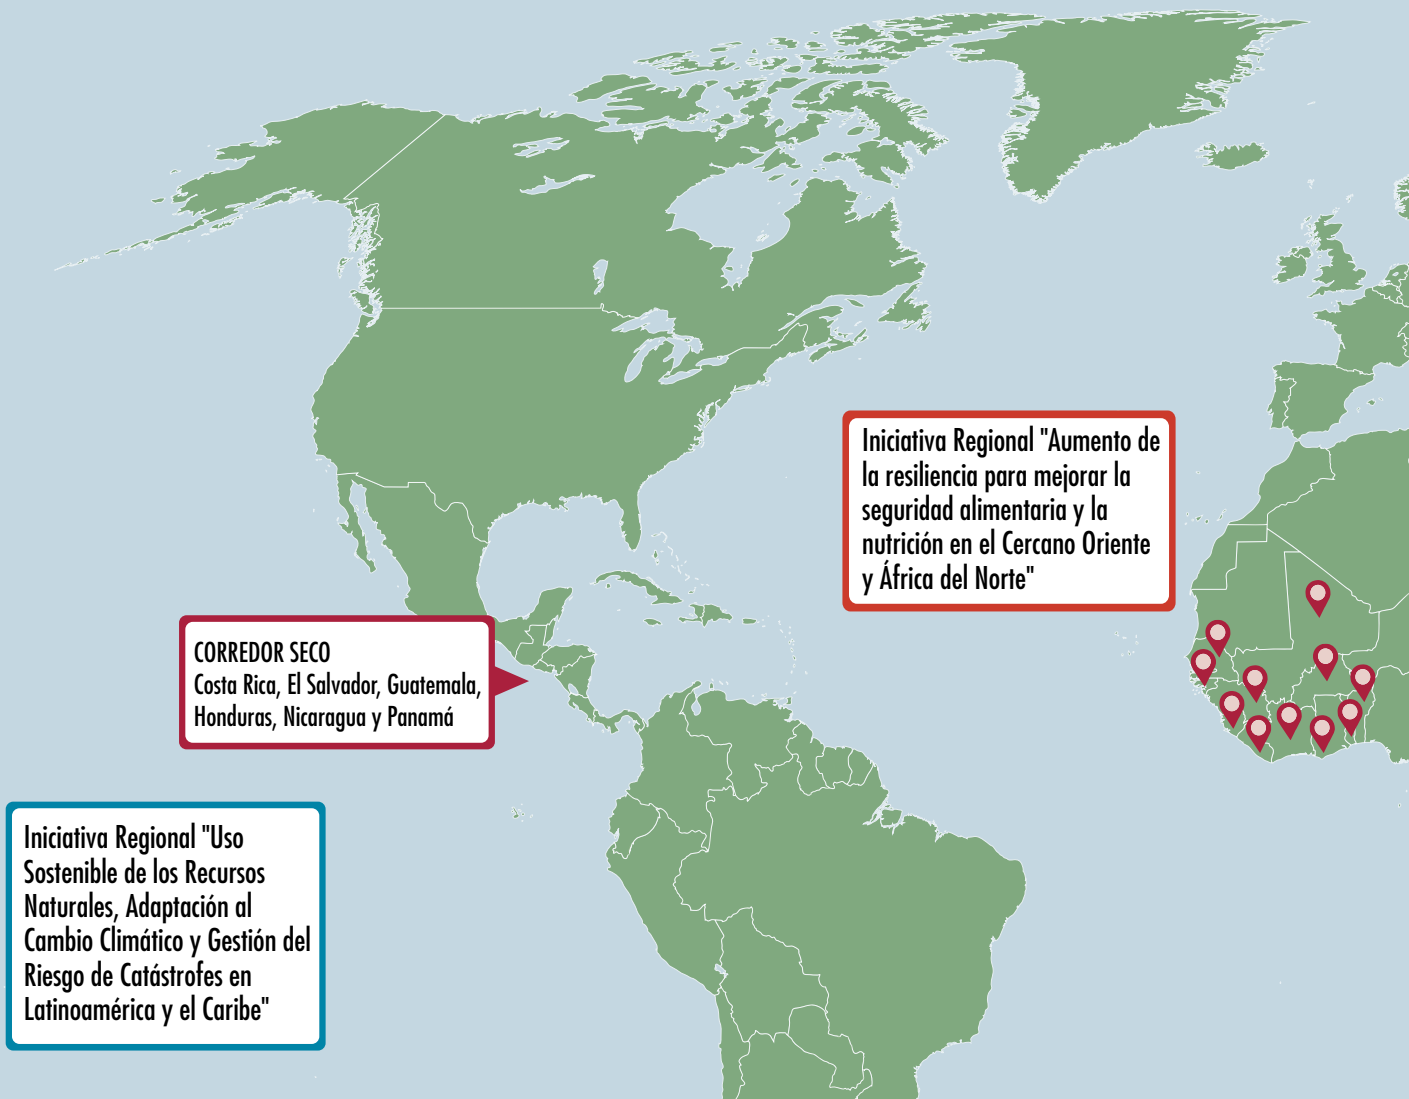 Iniciativa Regional "Aumento de
la resiliencia para mejorar la
seguridad alimentaria y la
nutrición en el Cercano Oriente
y África del Norte"
CORREDOR SECO
Costa Rica, El Salvador, Guatemala,
Honduras, Nicaragua y Panamá
Iniciativa Regional "Uso
Sostenible de los Recursos
Naturales, Adaptación al
Cambio Climático y Gestión del
Riesgo de Catástrofes en
Latinoamérica y el Caribe"